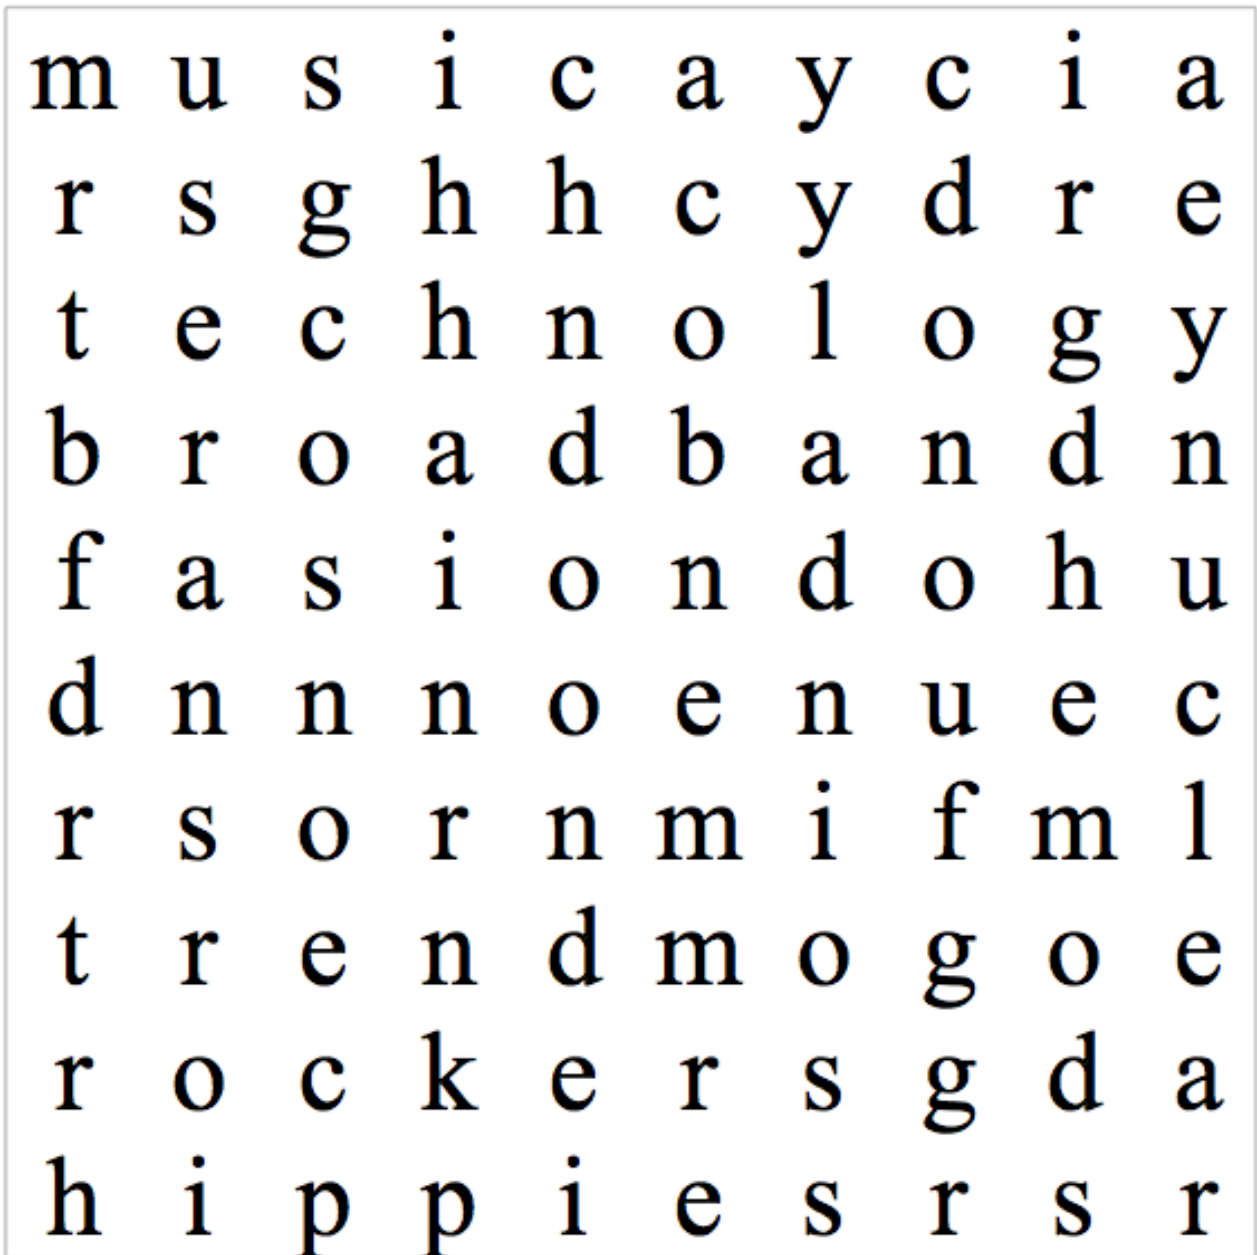 m u s i c a y c i a
r s g h h c y d r e
t e c h n o l o g y
b r o a d b a n d n
f a s i o n d o h u
d n n n o e n u e c
r s o r n m i f m l
t r e n d m o g o e
r o c k e r s g d a
h i p p i e s r s r